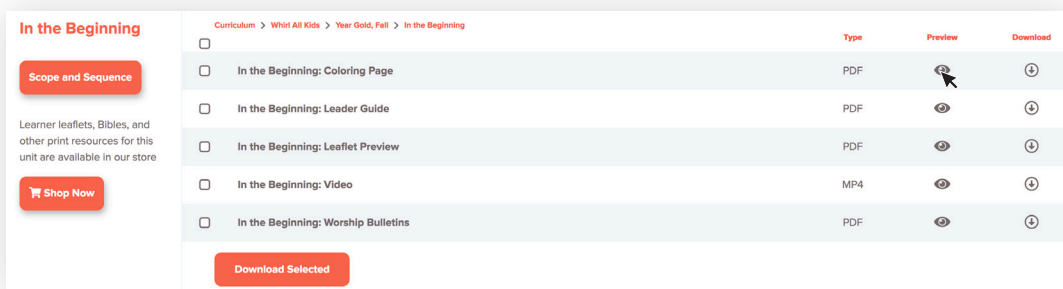 In the Beginning
Scope and Sequence
Learner leaflets, Bibles, and
other print resources for this
unit are available in our store
Shop Now
Curriculum > Whirl All Kids > Year Gold, Fall > In the Beginning
Type Preview Download
In the Beginning: Coloring Page PDF
In the Beginning: Leader Guide PDF
In the Beginning: Leaflet Preview PDF
In the Beginning: Video MP4
In the Beginning: Worship Bulletins PDF
Download Selected